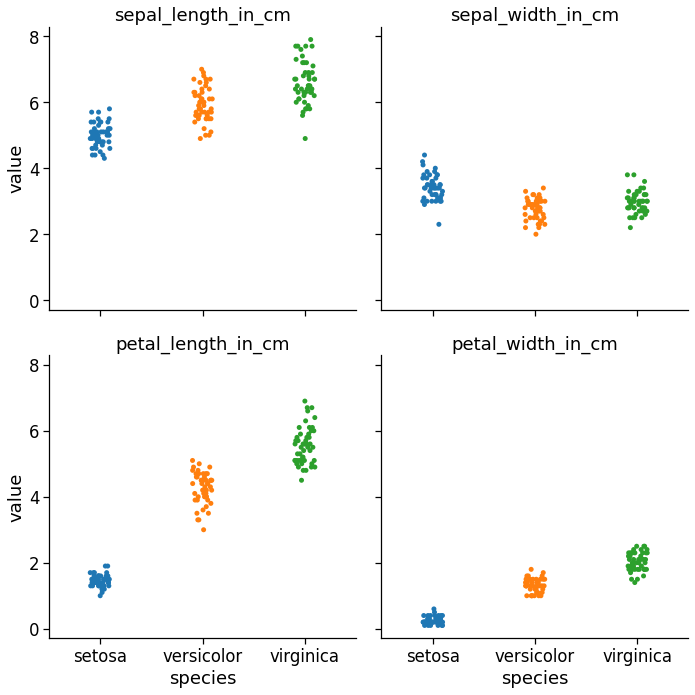 sepal_length_in_cm
sepal_width_in_cm
8
6
4
2
0
value
petal_length_in_cm
petal_width_in_cm
8
6
4
2
0
value
setosa
versicolor
virginica
species
setosa
versicolor
virginica
species